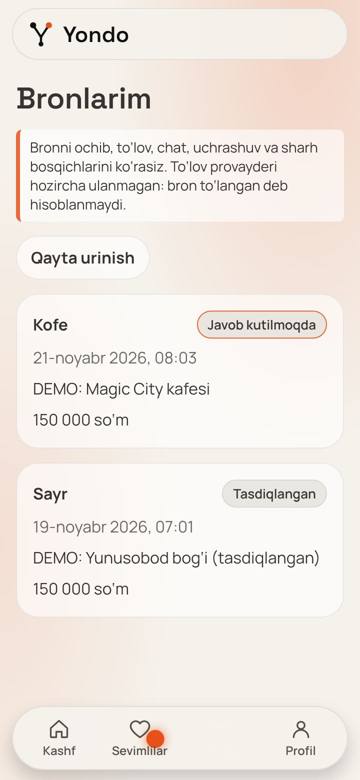 Yondo
Bronlarim
Bronni ochib, to‘lov, chat, uchrashuv va sharh
bosqichlarini ko‘rasiz. To‘lov provayderi
hozircha ulanmagan: bron to‘langan deb
hisoblanmaydi.
Qayta urinish
Kofe
Javob kutilmoqda
21-noyabr 2026, 08:03
DEMO: Magic City kafesi
150 000 so‘m
Sayr
Tasdiqlangan
19-noyabr 2026, 07:01
DEMO: Yunusobod bog‘i (tasdiqlangan)
150 000 so‘m
Kashf
Sevimlilar
Profil